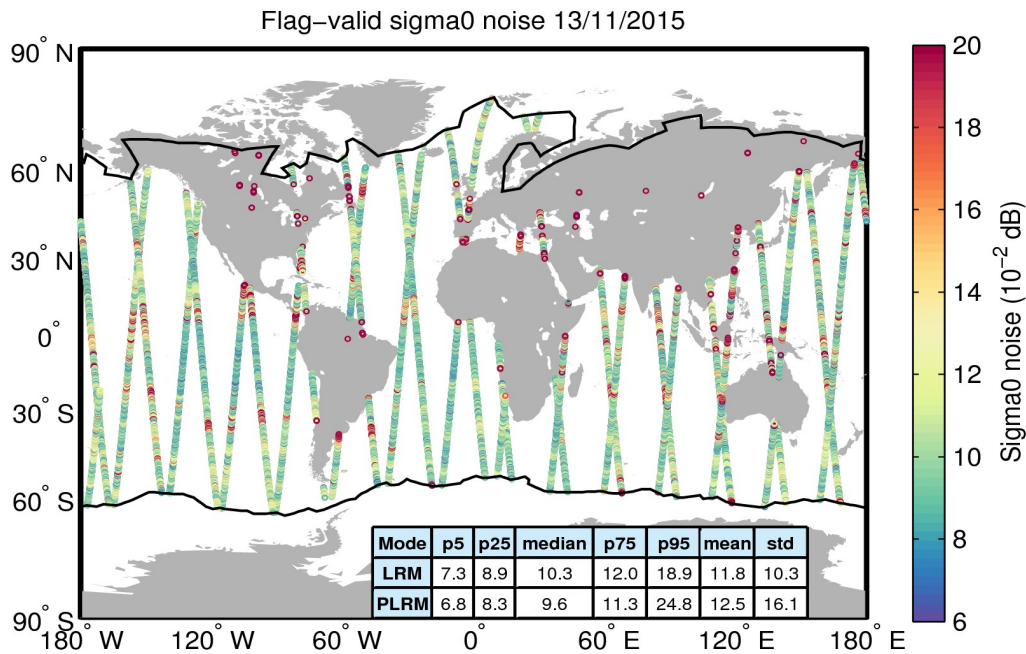 Flag−valid sigma0 noise 13/11/2015
90° N
60° N
30° N
0°
30° S
60° S
90° S
180° W
120° W
60° W
0°
60° E
120° E
180° E
20
18
16
14
12
10
8
6
Sigma0 noise (10⁻² dB)
Mode p5 p25 median p75 p95 mean std
LRM 7.3 8.9 10.3 12.0 18.9 11.8 10.3
PLRM 6.8 8.3 9.6 11.3 24.8 12.5 16.1